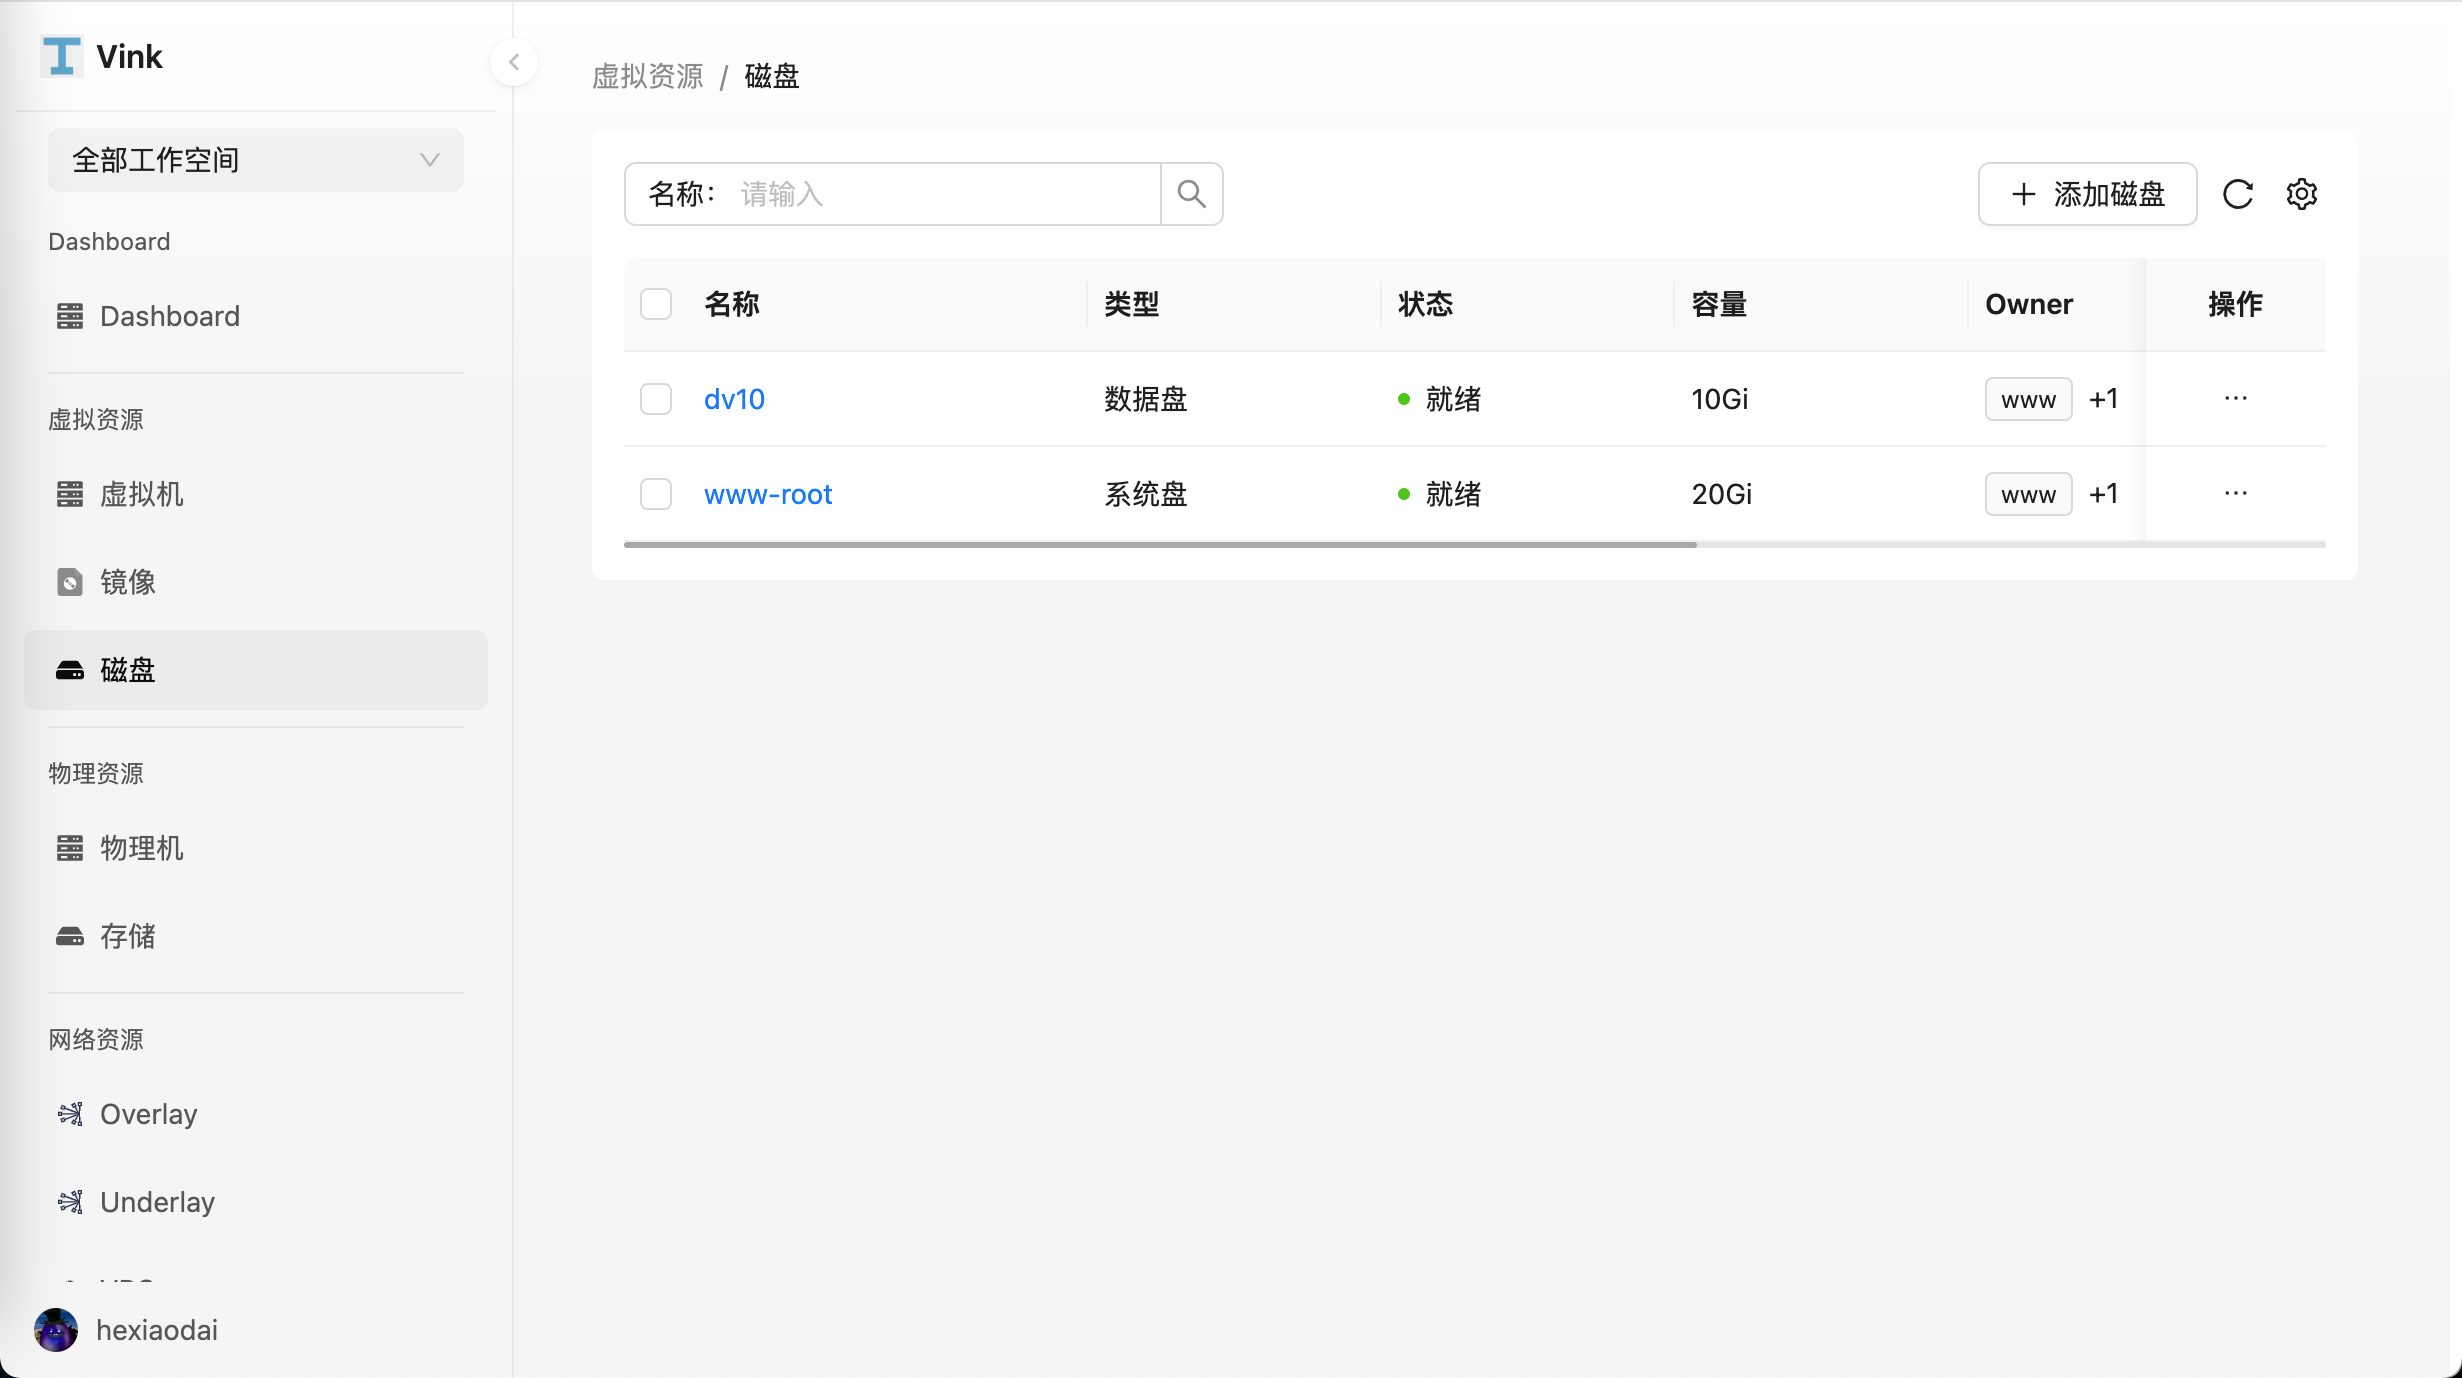 Vink
全部工作空间
Dashboard
Dashboard
虚拟资源
虚拟机
镜像
磁盘
物理资源
物理机
存储
网络资源
Overlay
Underlay
hexiaodai
虚拟资源 / 磁盘
名称： 请输入
添加磁盘
名称 类型 状态 容量 Owner 操作
dv10 数据盘 就绪 10Gi www +1 ···
www-root 系统盘 就绪 20Gi www +1 ···